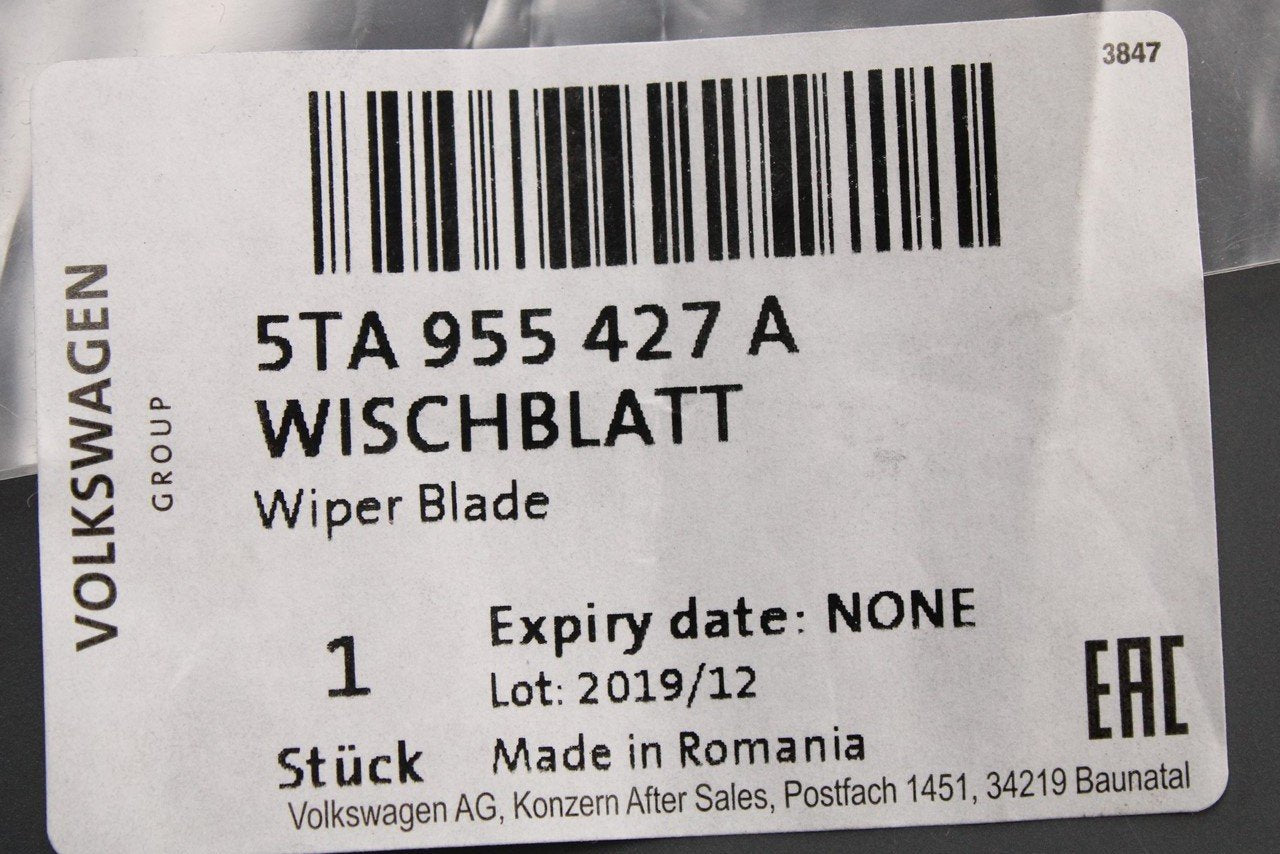 3847
VOLKSWAGEN
GROUP
5TA 955 427 A
WISCHBLATT
Wiper Blade
1
Stück
Expiry date: NONE
Lot: 2019/12
Made in Romania
EAC
Volkswagen AG, Konzern After Sales, Postfach 1451, 34219 Baunatal